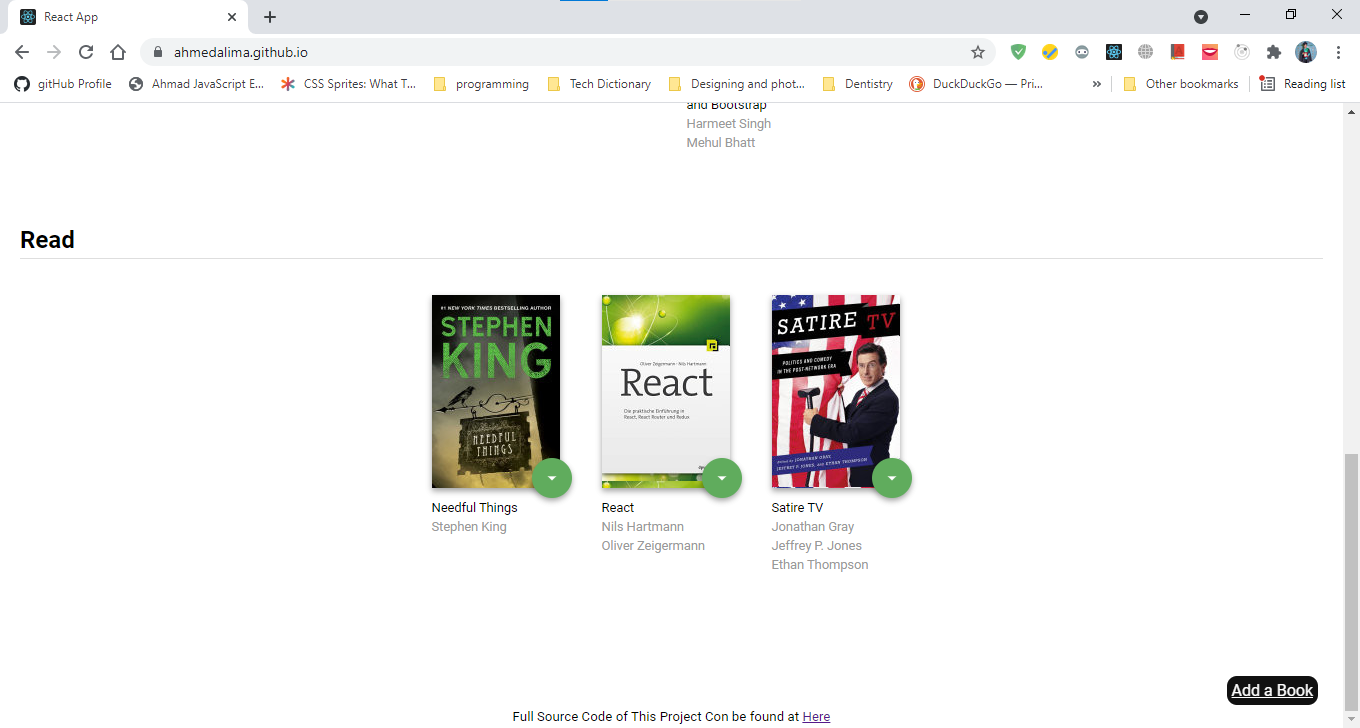 React App
ahmedalima.github.io
gitHub Profile
Ahmad JavaScript E...
CSS Sprites: What T...
programming
Tech Dictionary
Designing and phot...
Dentistry
DuckDuckGo — Pri...
»
Other bookmarks
Reading list
and Bootstrap
Harmeet Singh
Mehul Bhatt
Read
#1 NEW YORK TIMES BESTSELLING AUTHOR
STEPHEN
KING
NEEDFUL
THINGS
Needful Things
Stephen King
Oliver Zeigermann · Nils Hartmann
React
Die praktische Einführung in
React, React Router und Redux
React
Nils Hartmann
Oliver Zeigermann
SATIRE TV
POLITICS AND COMEDY
IN THE POST-NETWORK ERA
EDITED BY JONATHAN GRAY,
JEFFREY P. JONES, AND ETHAN THOMPSON
Satire TV
Jonathan Gray
Jeffrey P. Jones
Ethan Thompson
Add a Book
Full Source Code of This Project Con be found at Here